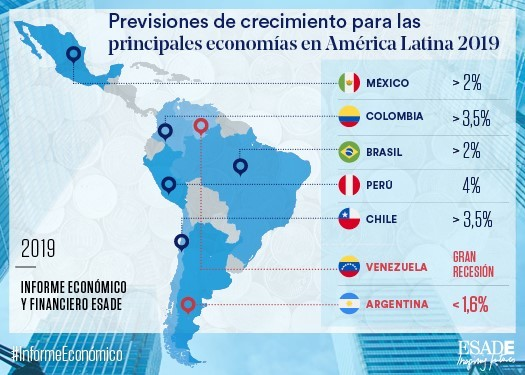 Previsiones de crecimiento para las
principales economías en América Latina 2019
MÉXICO > 2%
COLOMBIA > 3,5%
BRASIL > 2%
PERÚ 4%
CHILE > 3,5%
VENEZUELA GRAN RECESIÓN
ARGENTINA < 1,6%
2019
INFORME ECONÓMICO
Y FINANCIERO ESADE
#InformeEconómico
ESADE